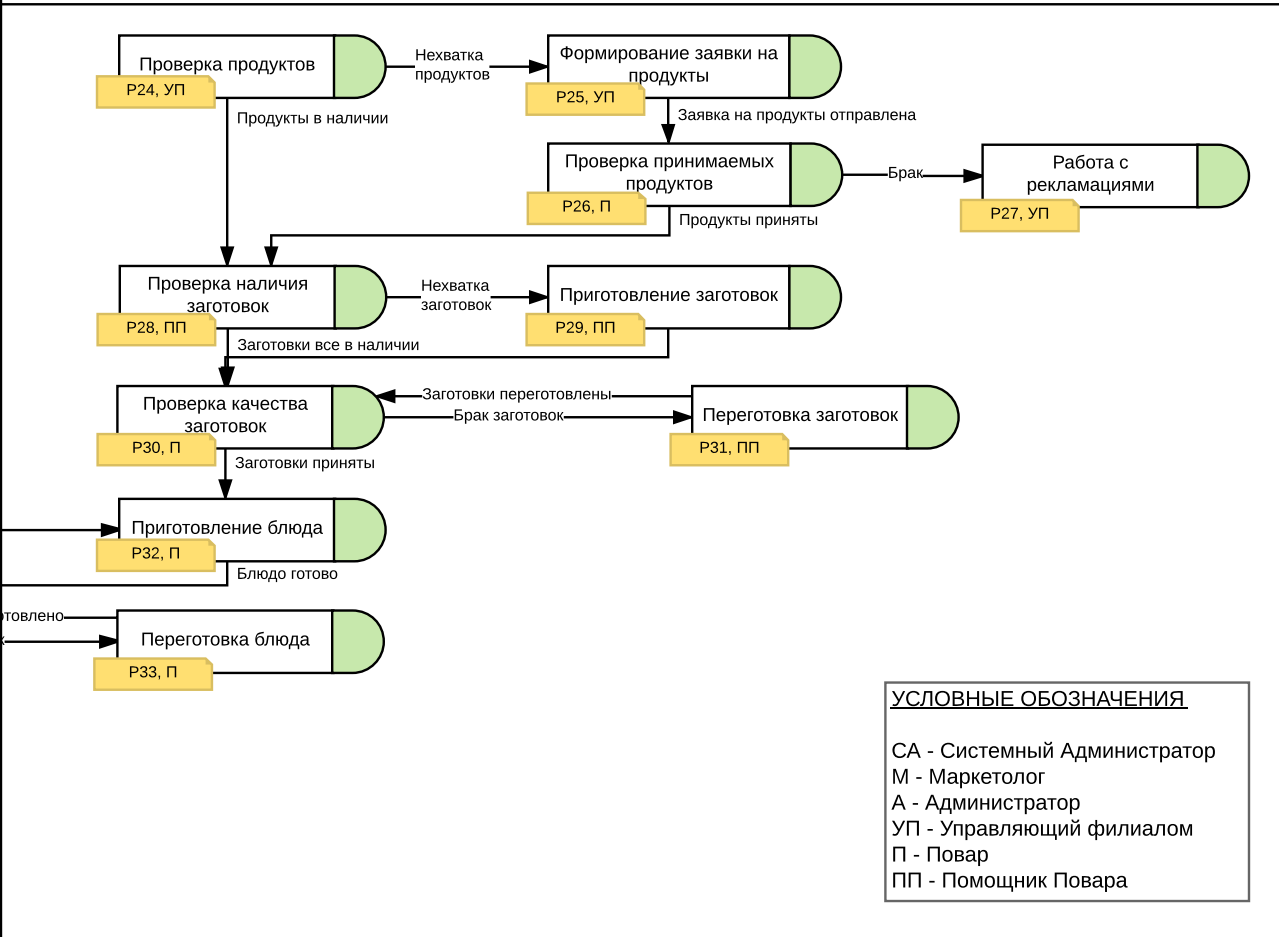 Проверка продуктов
Р24, УП
Нехватка
продуктов
Формирование заявки на
продукты
Р25, УП
Продукты в наличии
Заявка на продукты отправлена
Проверка принимаемых
продуктов
Р26, П
Брак
Работа с
рекламациями
Р27, УП
Продукты приняты
Проверка наличия
заготовок
Р28, ПП
Нехватка
заготовок
Приготовление заготовок
Р29, ПП
Заготовки все в наличии
Проверка качества
заготовок
Р30, П
Заготовки переготовлены
Брак заготовок
Переготовка заготовок
Р31, ПП
Заготовки приняты
Приготовление блюда
Р32, П
Блюдо готово
отовлено
Переготовка блюда
Р33, П
УСЛОВНЫЕ ОБОЗНАЧЕНИЯ
СА - Системный Администратор
М - Маркетолог
А - Администратор
УП - Управляющий филиалом
П - Повар
ПП - Помощник Повара